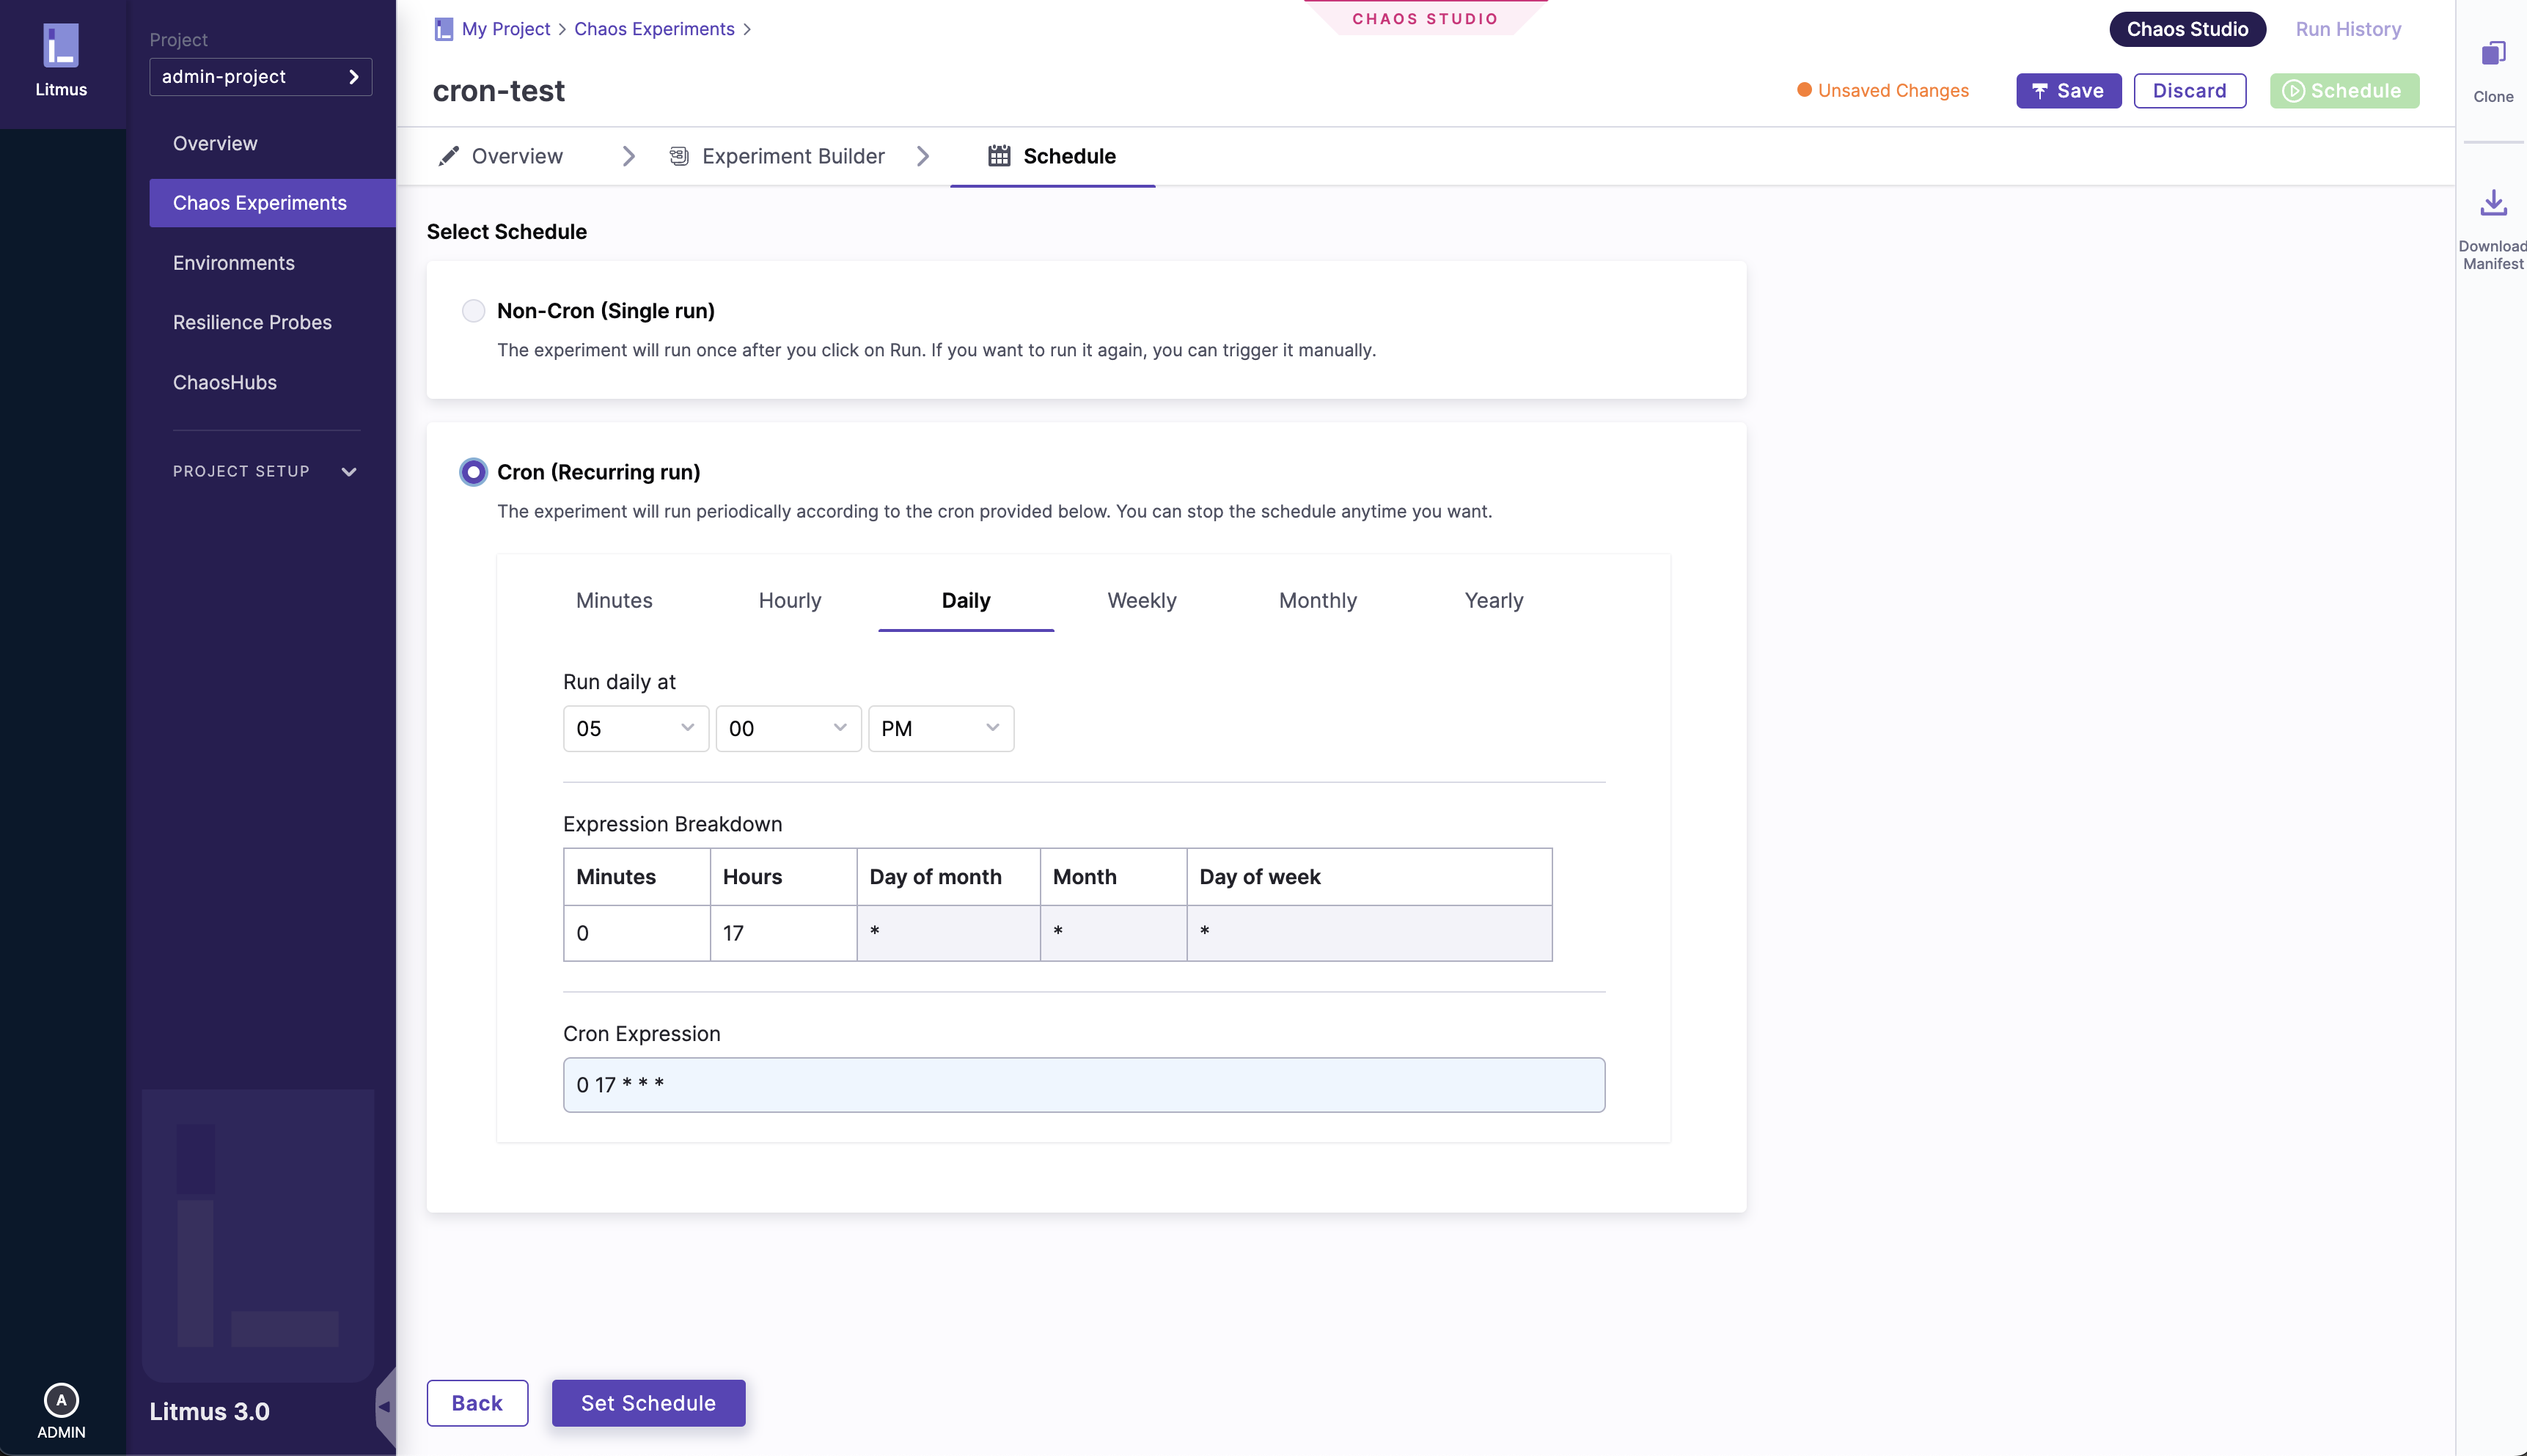 Litmus
Project
admin-project
Overview
Chaos Experiments
Environments
Resilience Probes
ChaosHubs
PROJECT SETUP
Litmus 3.0
A
ADMIN
My Project > Chaos Experiments >
CHAOS STUDIO
Chaos Studio
Run History
cron-test
Unsaved Changes
Save
Discard
Schedule
Clone
Download
Manifest
Overview
Experiment Builder
Schedule
Select Schedule
Non-Cron (Single run)
The experiment will run once after you click on Run. If you want to run it again, you can trigger it manually.
Cron (Recurring run)
The experiment will run periodically according to the cron provided below. You can stop the schedule anytime you want.
Minutes Hourly Daily Weekly Monthly Yearly
Run daily at
05 00 PM
Expression Breakdown
Minutes Hours Day of month Month Day of week
0 17 * * *
Cron Expression
0 17 * * *
Back
Set Schedule